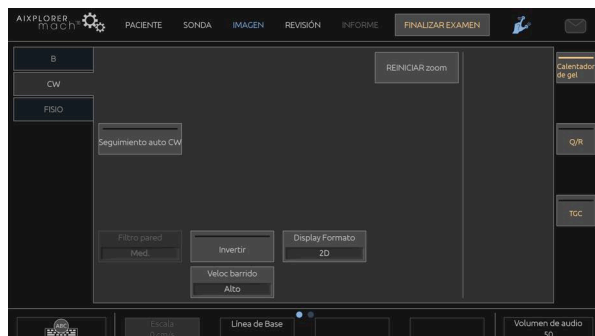 AIXPLORER
mach
PACIENTE SONDA IMAGEN REVISIÓN INFORME FINALIZAR EXAMEN
B
REINICIAR zoom
Calentador
de gel
CW
FISIO
Seguimiento auto CW
Q/R
TGC
Filtro pared
Med.
Invertir
Display Formato
2D
Veloc barrido
Alto
ABC
Escala
Línea de Base
Volumen de audio
50